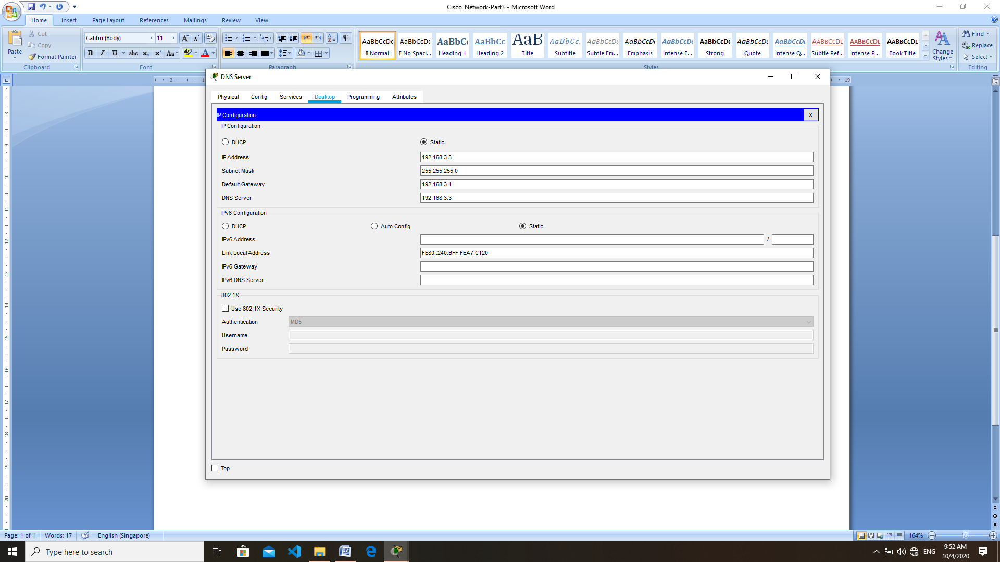 Cisco_Network-Part3 - Microsoft Word
Home Insert Page Layout References Mailings Review View
Paste
Cut
Copy
Format Painter
Clipboard
Calibri (Body) 11
Font
Paragraph
AaBbCcDc AaBbCcDc AaBbC( AaBbCc AaB AaBbCc. AaBbCcDc AaBbCcDc AaBbCcDc AaBbCcDc AaBbCcDc AaBbCcDc AABBCCDE AABBCCDE AABBCCDE
¶ Normal ¶ No Spaci... Heading 1 Heading 2 Title Subtitle Subtle Em... Emphasis Intense E... Strong Quote Intense Q... Subtle Ref... Intense R... Book Title
Change Styles
Styles
Find
Replace
Select
Editing
DNS Server
Physical Config Services Desktop Programming Attributes
IP Configuration X
IP Configuration
DHCP Static
IP Address 192.168.3.3
Subnet Mask 255.255.255.0
Default Gateway 192.168.3.1
DNS Server 192.168.3.3
IPv6 Configuration
DHCP Auto Config Static
IPv6 Address /
Link Local Address FE80::240:BFF:FEA7:C120
IPv6 Gateway
IPv6 DNS Server
802.1X
Use 802.1X Security
Authentication MD5
Username
Password
Top
Page: 1 of 1 Words: 17 English (Singapore) 164%
Type here to search
ENG
9:52 AM
10/4/2020